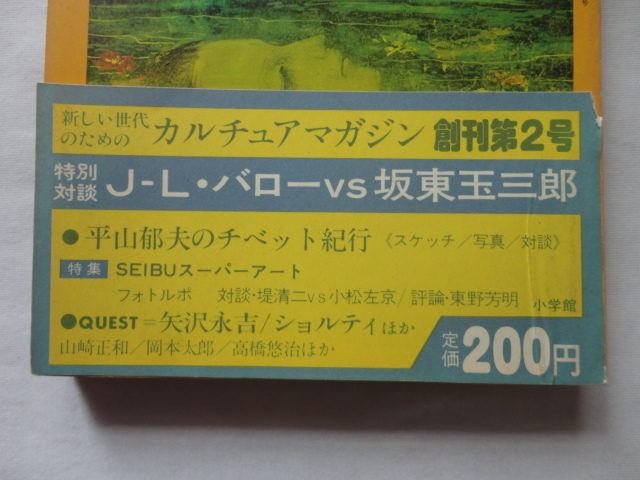 新しい世代
のための カルチュアマガジン 創刊第2号
特別
対談 J-L・バローvs坂東玉三郎
●平山郁夫のチベット紀行《スケッチ/写真/対談》
特集 SEIBUスーパーアート
フォトルポ 対談・堤清二vs小松左京/評論・東野芳明
小学館
●QUEST=矢沢永吉/ショルティほか
山崎正和/岡本太郎/高橋悠治ほか
定価200円